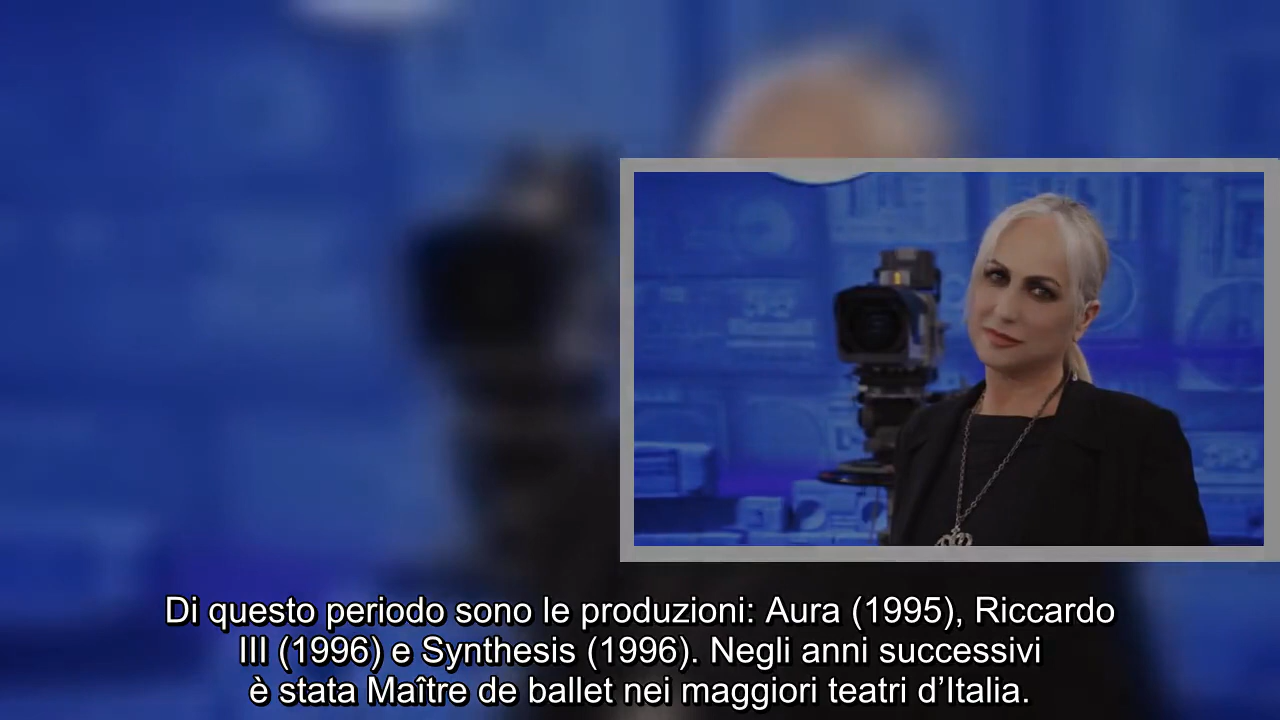 Di questo periodo sono le produzioni: Aura (1995), Riccardo
III (1996) e Synthesis (1996). Negli anni successivi
è stata Maître de ballet nei maggiori teatri d’Italia.